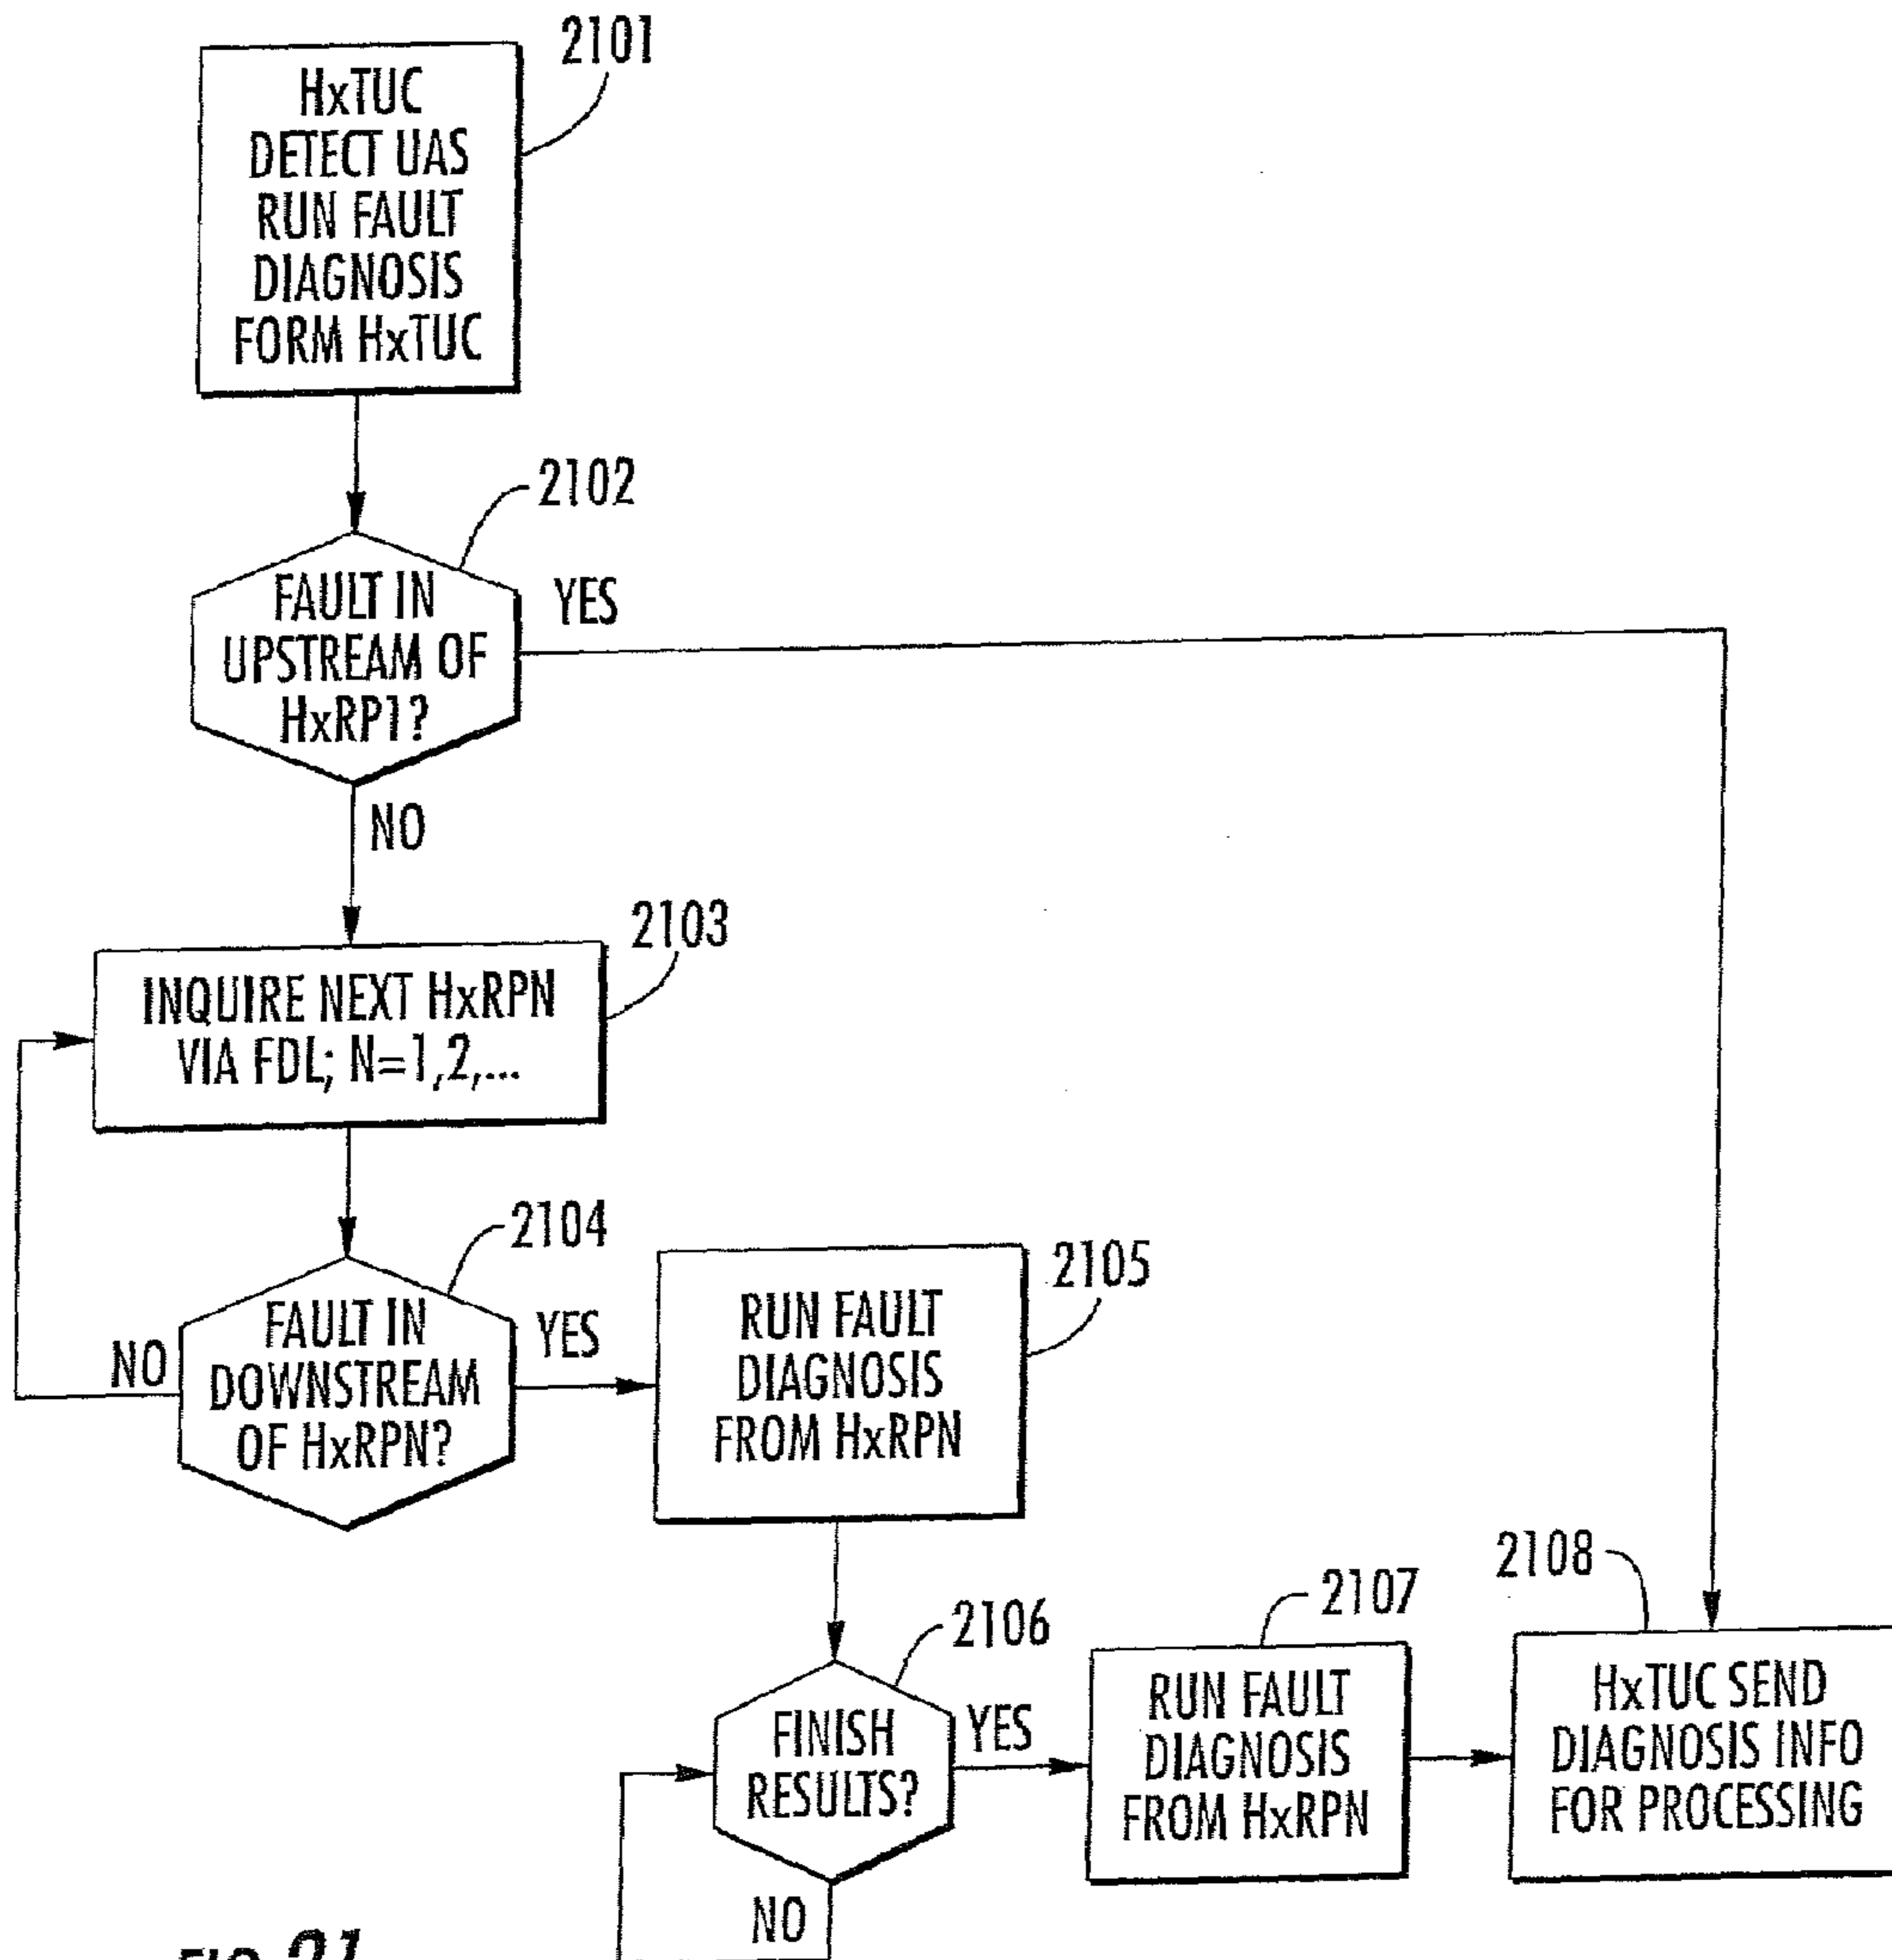 2101
HxTUC
DETECT UAS
RUN FAULT
DIAGNOSIS
FORM HxTUC
2102
FAULT IN
UPSTREAM OF
HxRP1?
YES
NO
2103
INQUIRE NEXT HxRPN
VIA FDL; N=1,2,...
2104
FAULT IN
DOWNSTREAM
OF HxRPN?
NO
YES
2105
RUN FAULT
DIAGNOSIS
FROM HxRPN
2106
FINISH
RESULTS?
YES
NO
2107
RUN FAULT
DIAGNOSIS
FROM HxRPN
2108
HxTUC SEND
DIAGNOSIS INFO
FOR PROCESSING
FIG. 21